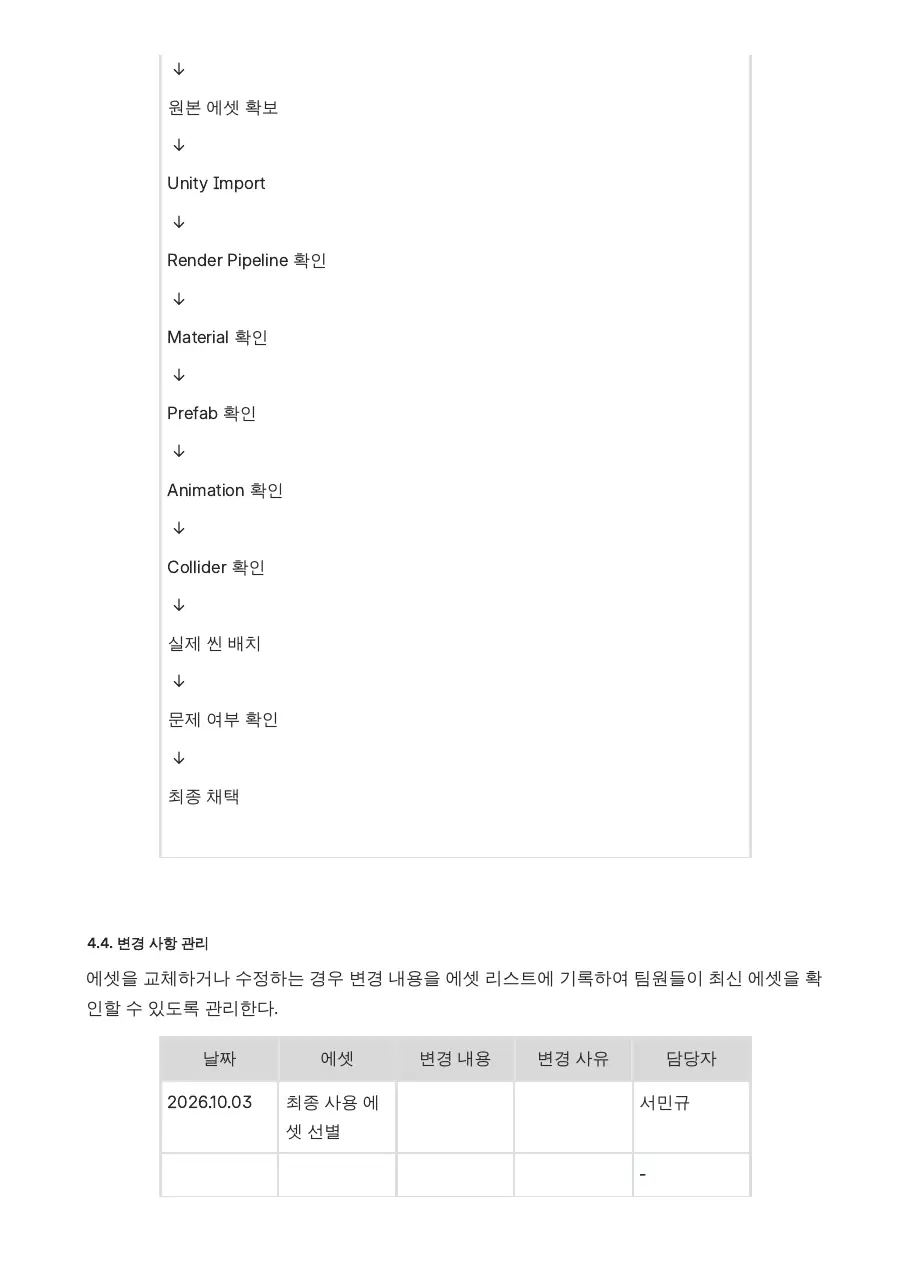 ↓
원본 에셋 확보
↓
Unity Import
↓
Render Pipeline 확인
↓
Material 확인
↓
Prefab 확인
↓
Animation 확인
↓
Collider 확인
↓
실제 씬 배치
↓
문제 여부 확인
↓
최종 채택
4.4. 변경 사항 관리
에셋을 교체하거나 수정하는 경우 변경 내용을 에셋 리스트에 기록하여 팀원들이 최신 에셋을 확
인할 수 있도록 관리한다.
날짜 에셋 변경 내용 변경 사유 담당자
2026.10.03 최종 사용 에 서민규
셋 선별
-